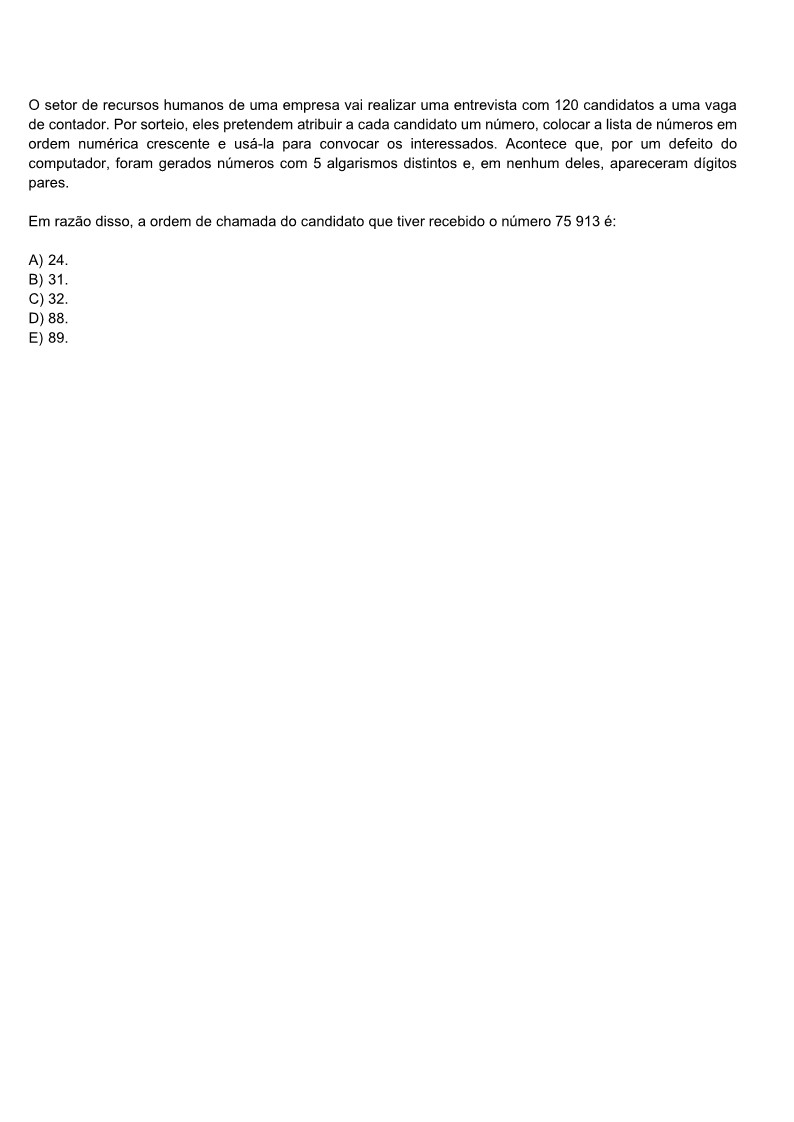 O setor de recursos humanos de uma empresa vai realizar uma entrevista com 120 candidatos a uma vaga
de contador. Por sorteio, eles pretendem atribuir a cada candidato um número, colocar a lista de números em
ordem numérica crescente e usá-la para convocar os interessados. Acontece que, por um defeito do
computador, foram gerados números com 5 algarismos distintos e, em nenhum deles, apareceram dígitos
pares.
Em razão disso, a ordem de chamada do candidato que tiver recebido o número 75 913 é:
A) 24.
B) 31.
C) 32.
D) 88.
E) 89.